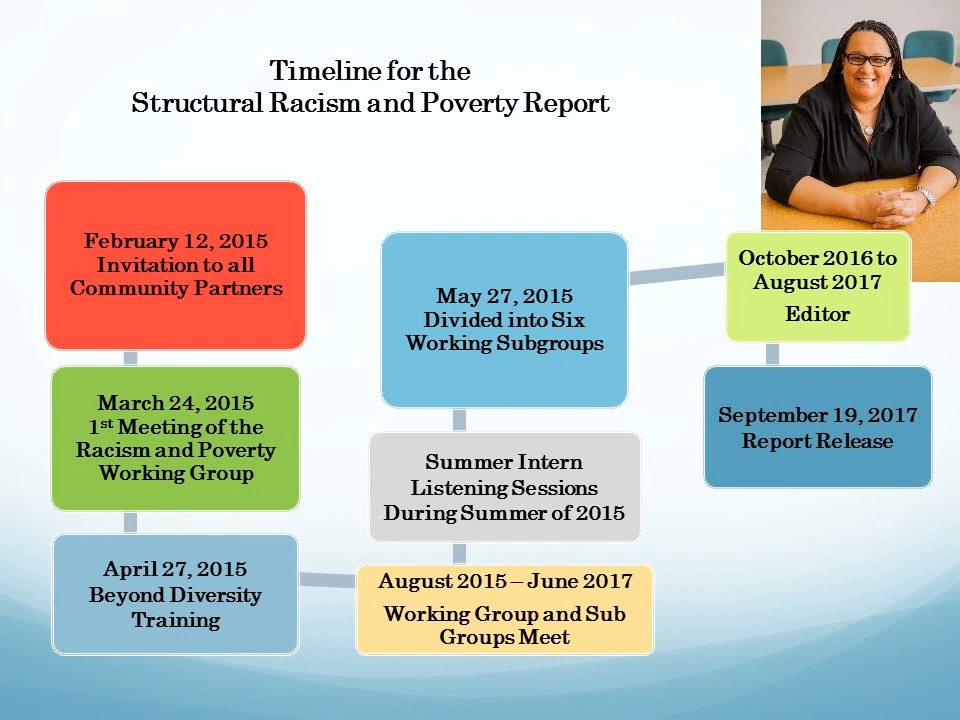 Timeline for the
Structural Racism and Poverty Report
February 12, 2015
Invitation to all
Community Partners
March 24, 2015
1st Meeting of the
Racism and Poverty
Working Group
April 27, 2015
Beyond Diversity
Training
May 27, 2015
Divided into Six
Working Subgroups
Summer Intern
Listening Sessions
During Summer of 2015
August 2015 – June 2017
Working Group and Sub
Groups Meet
October 2016 to
August 2017
Editor
September 19, 2017
Report Release